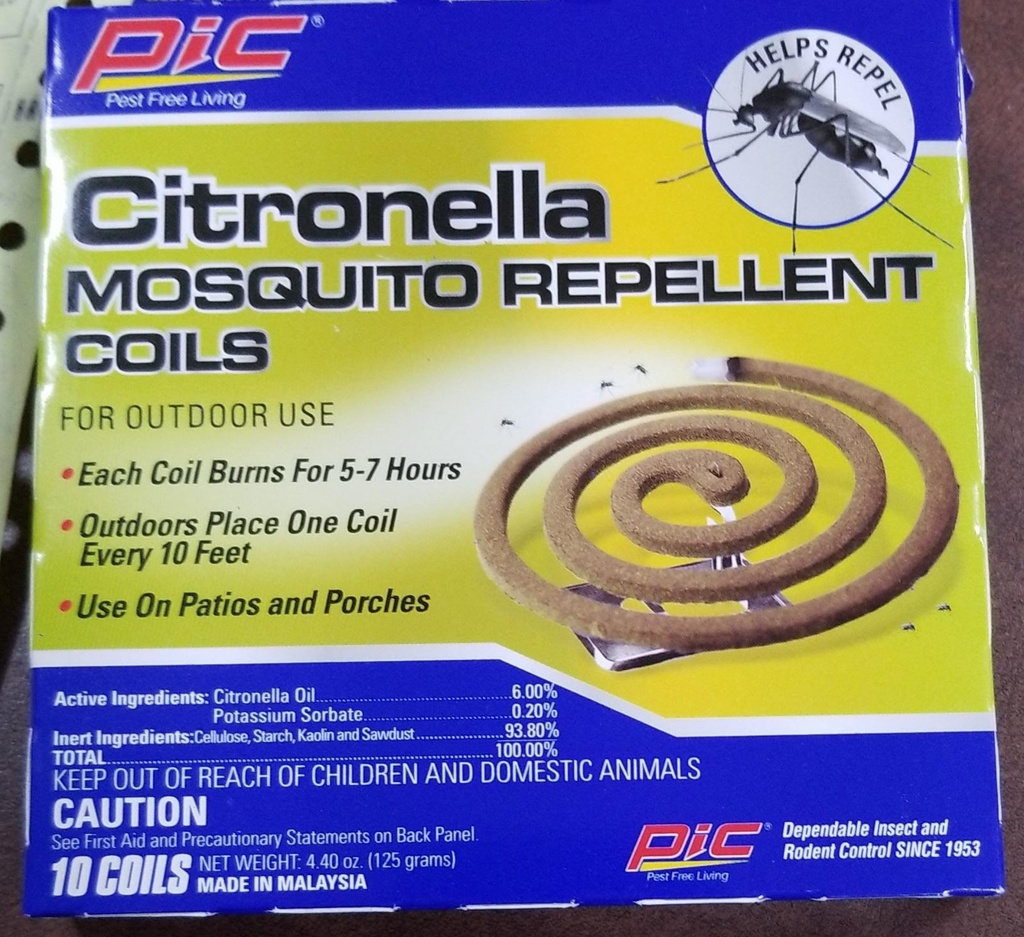 PiC®
Pest Free Living
HELPS REPEL
Citronella
MOSQUITO REPELLENT
COILS
FOR OUTDOOR USE
• Each Coil Burns For 5-7 Hours
• Outdoors Place One Coil
Every 10 Feet
• Use On Patios and Porches
Active Ingredients: Citronella Oil..........6.00%
Potassium Sorbate..........0.20%
Inert Ingredients:Cellulose, Starch, Kaolin and Sawdust..........93.80%
TOTAL..........100.00%
KEEP OUT OF REACH OF CHILDREN AND DOMESTIC ANIMALS
CAUTION
See First Aid and Precautionary Statements on Back Panel.
10 COILS NET WEIGHT: 4.40 oz. (125 grams)
MADE IN MALAYSIA
PiC®
Pest Free Living
Dependable Insect and
Rodent Control SINCE 1953